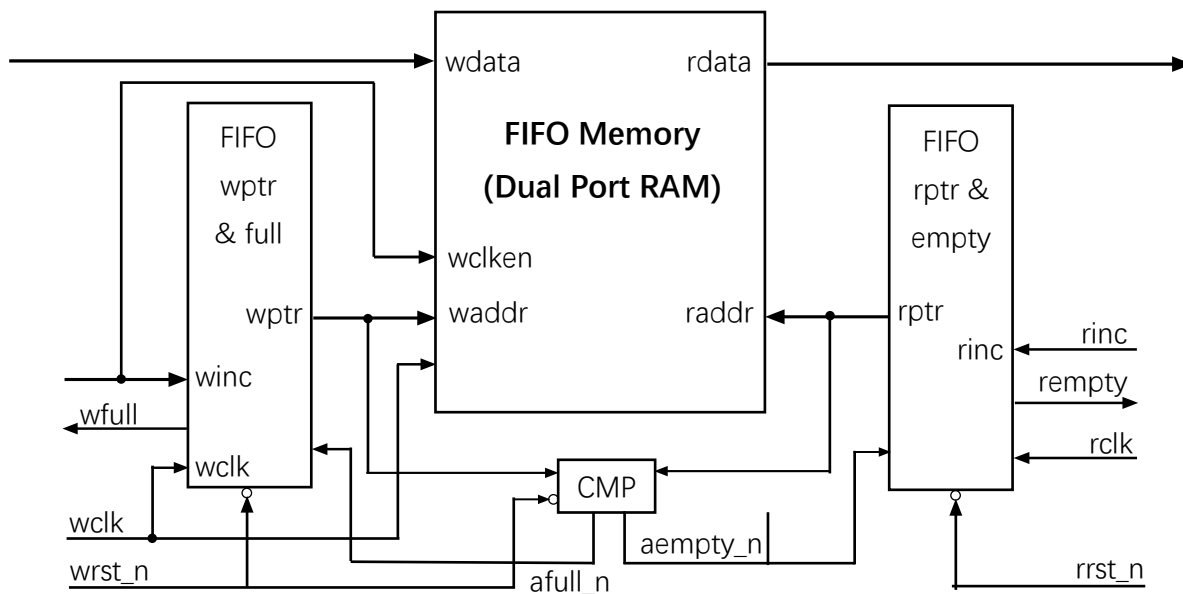 wdata
rdata
FIFO
wptr
& full
FIFO Memory
(Dual Port RAM)
FIFO
rptr &
empty
wclken
wptr
waddr
raddr
rptr
rinc
rinc
winc
rempty
wfull
rclk
wclk
CMP
wclk
aempty_n
wrst_n
afull_n
rrst_n